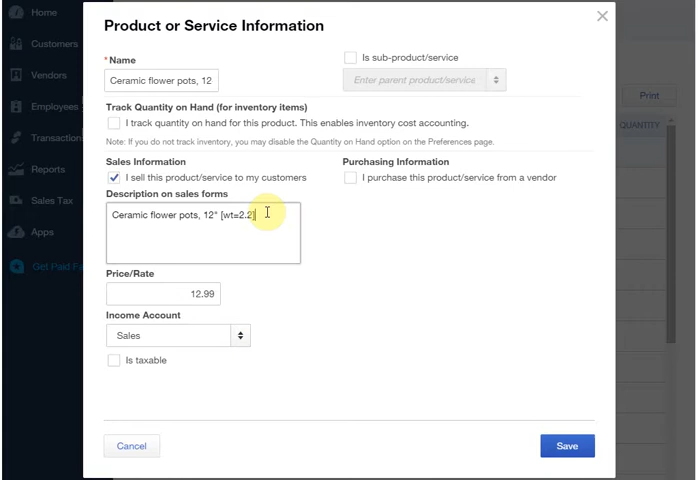 Home
Customers
Vendors
Employees
Reports
Sales Tax
Apps
Product or Service Information
* Name
Ceramic flower pots, 12
Is sub-product/service
Enter parent product/service
Track Quantity on Hand (for inventory items)
I track quantity on hand for this product. This enables inventory cost accounting.
Note: If you do not track inventory, you may disable the Quantity on Hand option on the Preferences page.
Sales Information
I sell this product/service to my customers
Description on sales forms
Ceramic flower pots, 12" [wt=2.2]
Price/Rate
12.99
Income Account
Sales
Is taxable
Purchasing Information
I purchase this product/service from a vendor
Cancel
Save
Print
QUANTITY